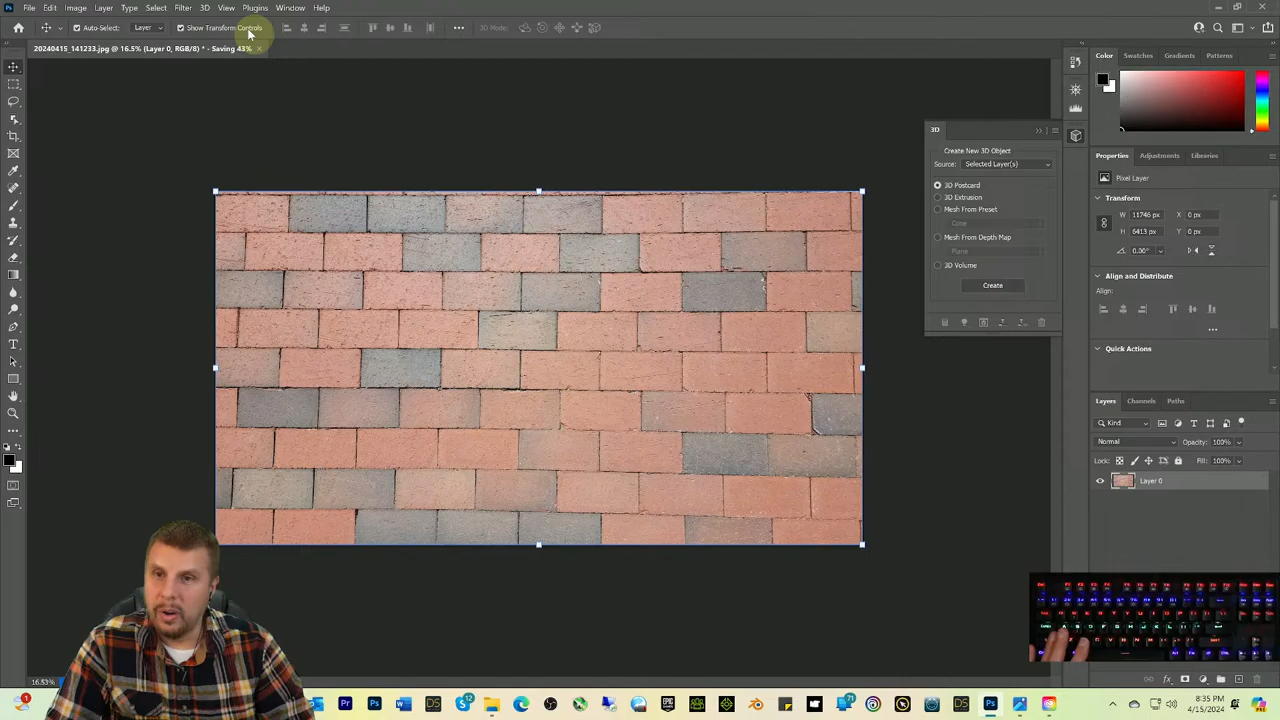 File Edit Image Layer Type Select Filter 3D View Plugins Window Help
Auto-Select: Layer Show Transform Controls 3D Mode:
20240415_141233.jpg @ 16.5% (Layer 0, RGB/8) * - Saving 43%
Color Swatches Gradients Patterns
3D
Create New 3D Object
Source: Selected Layer(s)
3D Postcard
3D Extrusion
Mesh From Preset
Cone
Mesh From Depth Map
Plane
3D Volume
Create
Properties Adjustments Libraries
Pixel Layer
Transform
W 11746 px X 0 px
H 6413 px Y 0 px
0.00°
Align and Distribute
Align:
Quick Actions
Layers Channels Paths
Kind
Normal Opacity: 100%
Lock: Fill: 100%
Layer 0
16.53%
8:35 PM
4/15/2024